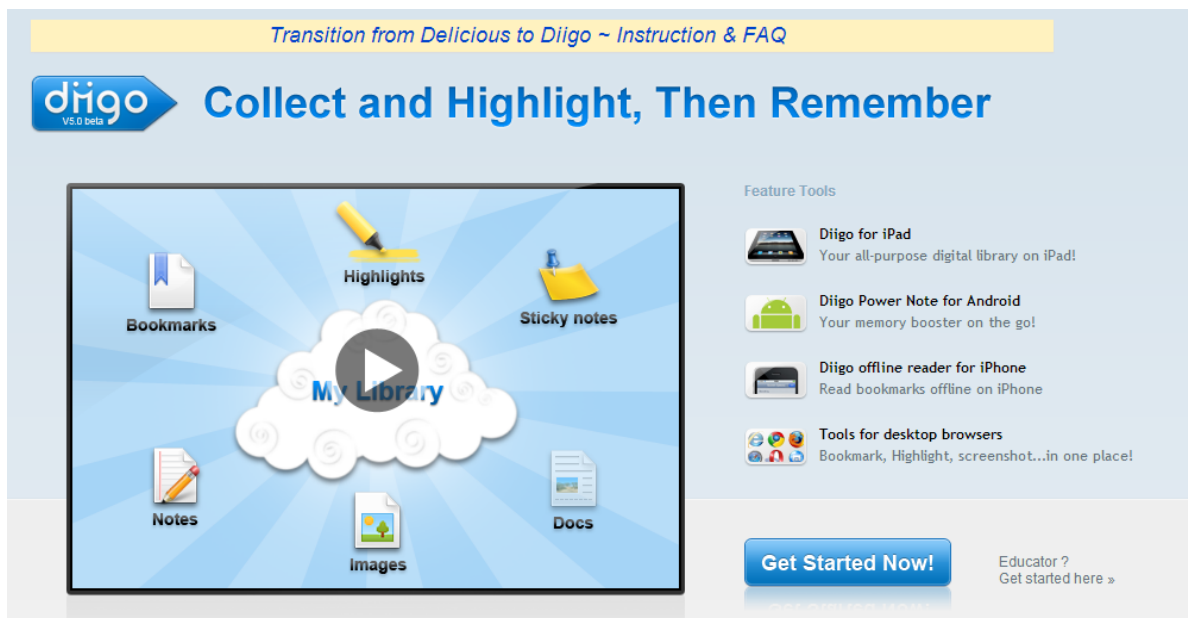 Transition from Delicious to Diigo ~ Instruction & FAQ
diigo
V5.0 beta
Collect and Highlight, Then Remember
Highlights
Bookmarks
Sticky notes
My Library
Notes
Docs
Images
Feature Tools
Diigo for iPad
Your all-purpose digital library on iPad!
Diigo Power Note for Android
Your memory booster on the go!
Diigo offline reader for iPhone
Read bookmarks offline on iPhone
Tools for desktop browsers
Bookmark, Highlight, screenshot...in one place!
Get Started Now!
Educator ?
Get started here »